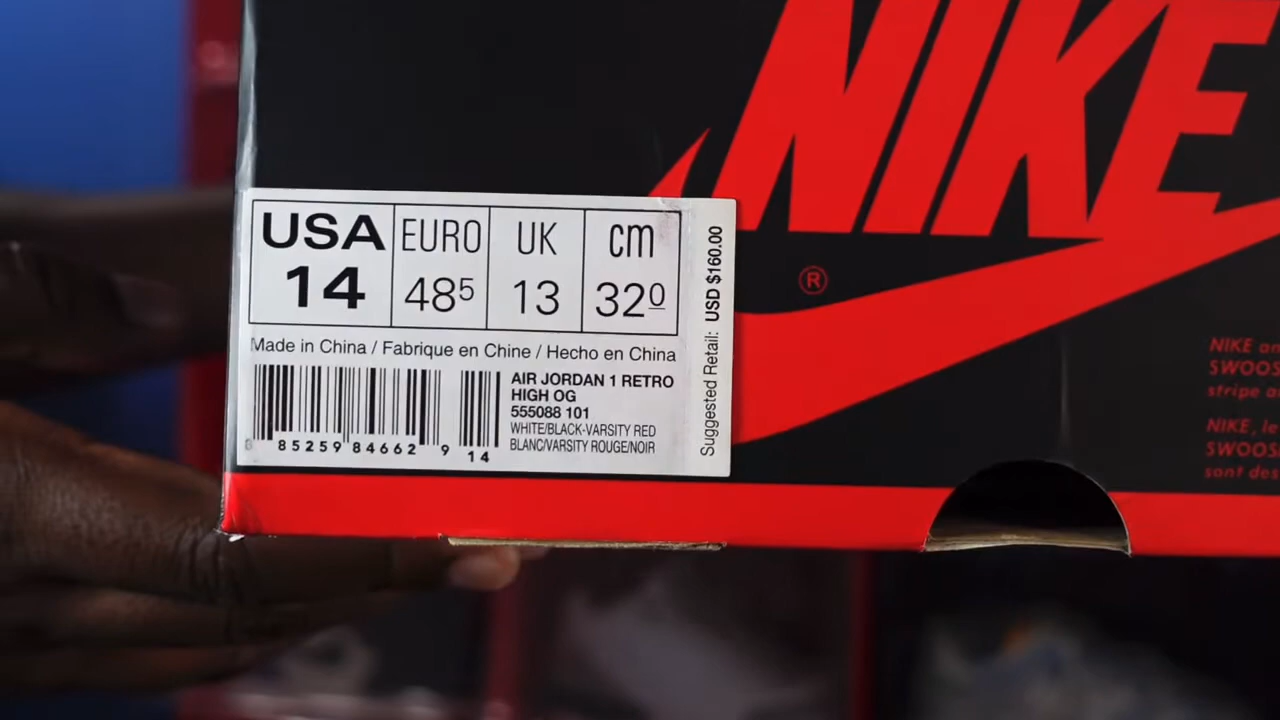 NIKE
®
USA EURO UK cm
14 485 13 320
Made in China / Fabrique en Chine / Hecho en China
AIR JORDAN 1 RETRO
HIGH OG
555088 101
WHITE/BLACK-VARSITY RED
BLANC/VARSITY ROUGE/NOIR
85259 84662 9 14
Suggested Retail: USD $160.00
NIKE
SWOOS
stripe
NIKE, le
SWOOS
sont des